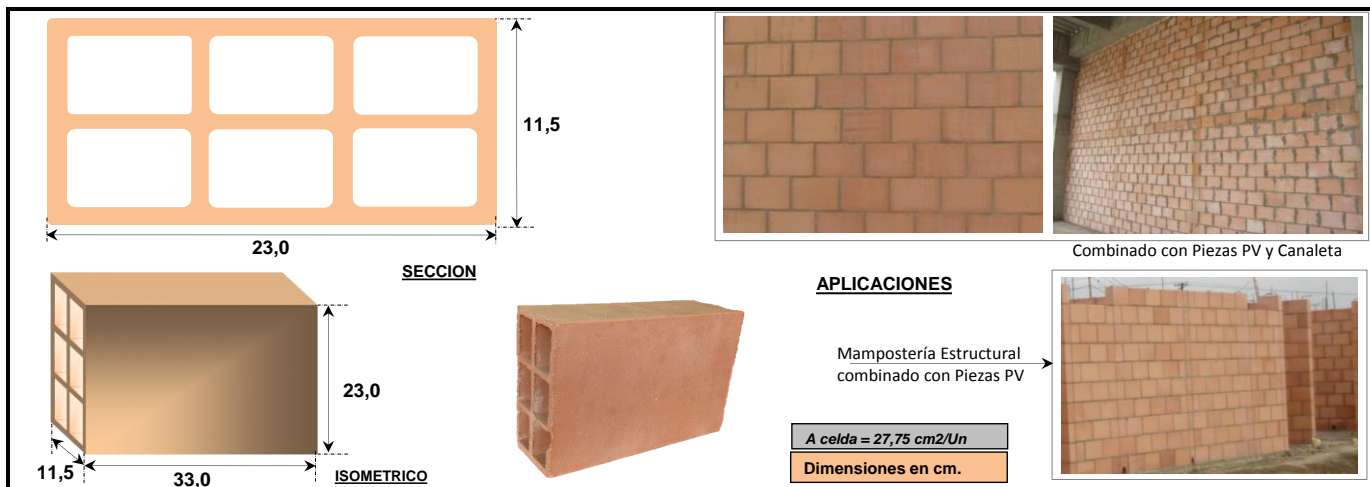 11,5
23,0
SECCION
Combinado con Piezas PV y Canaleta
APLICACIONES
Mampostería Estructural
combinado con Piezas PV
23,0
11,5
33,0
ISOMETRICO
A celda = 27,75 cm2/Un
Dimensiones en cm.